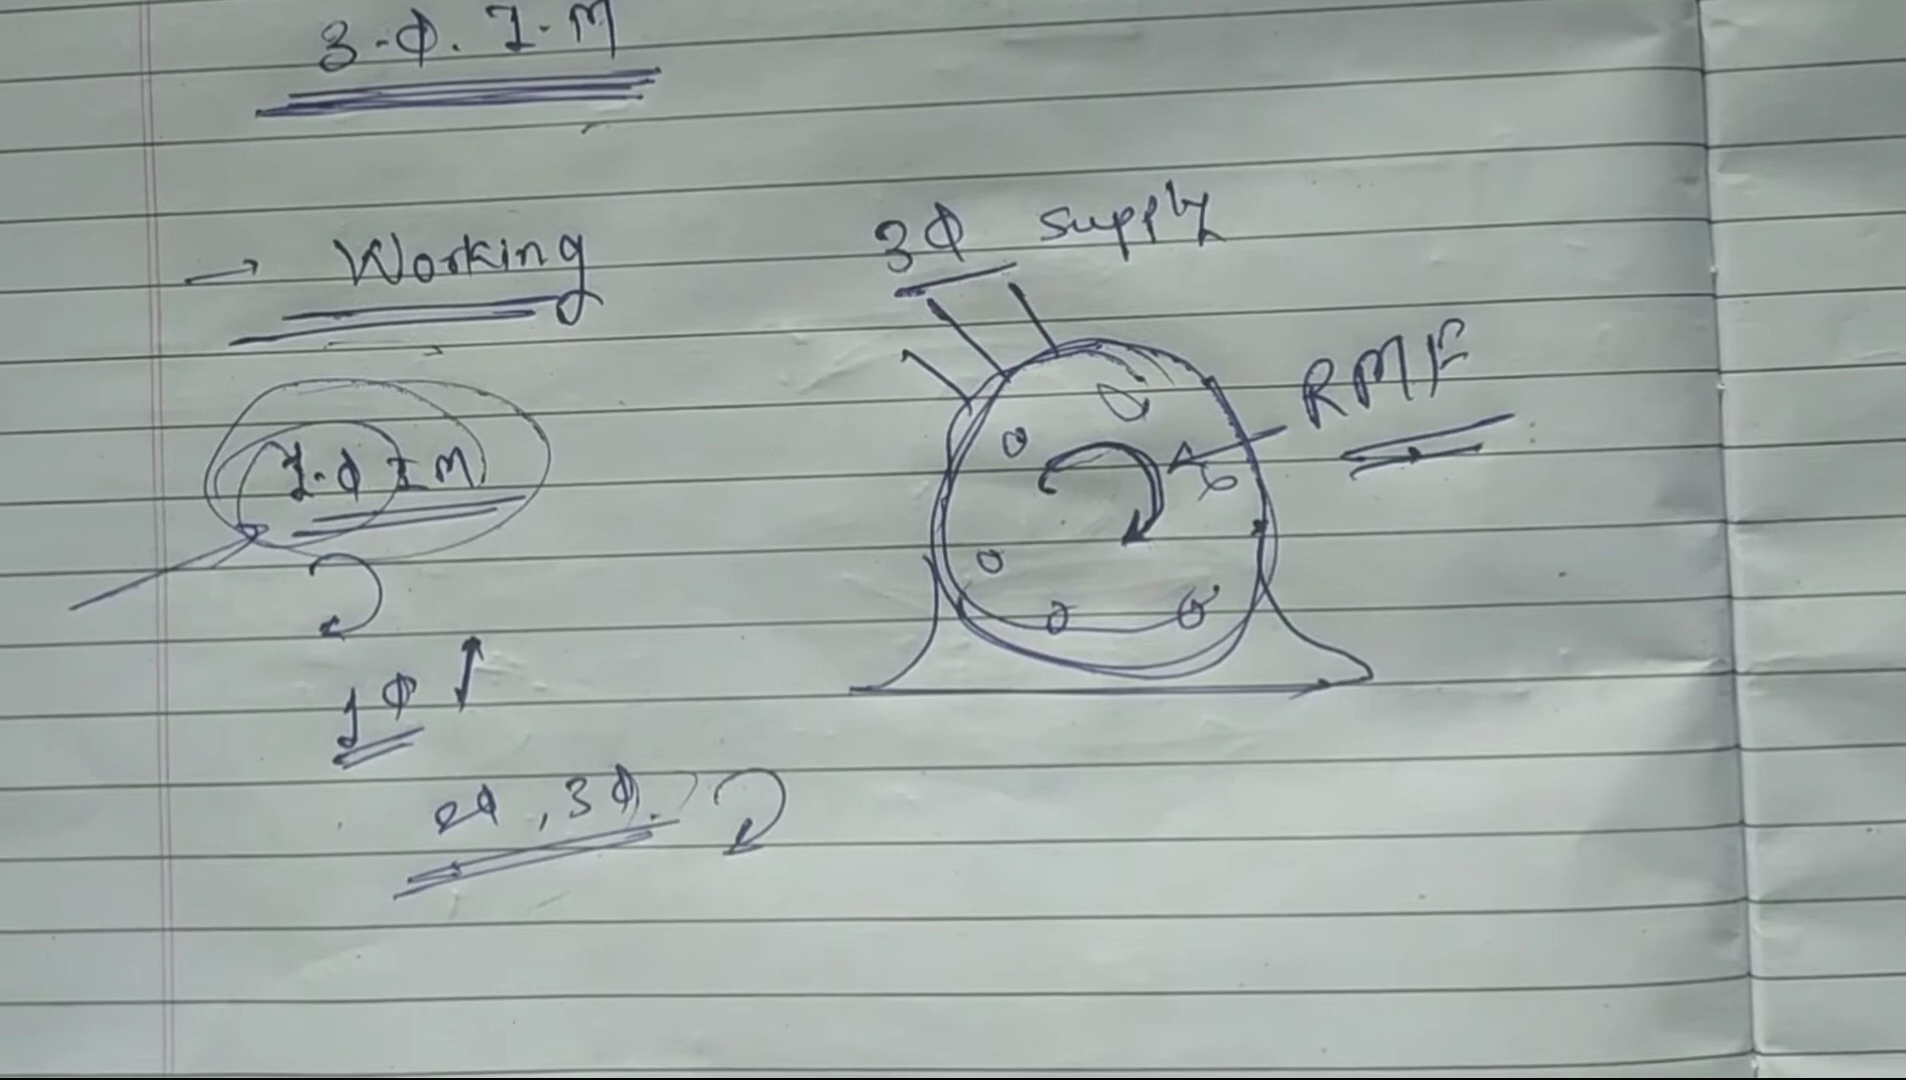 3-Φ. I-M
→ Working
3Φ supply
RMF
1-Φ I M
1Φ
2Φ, 3Φ.